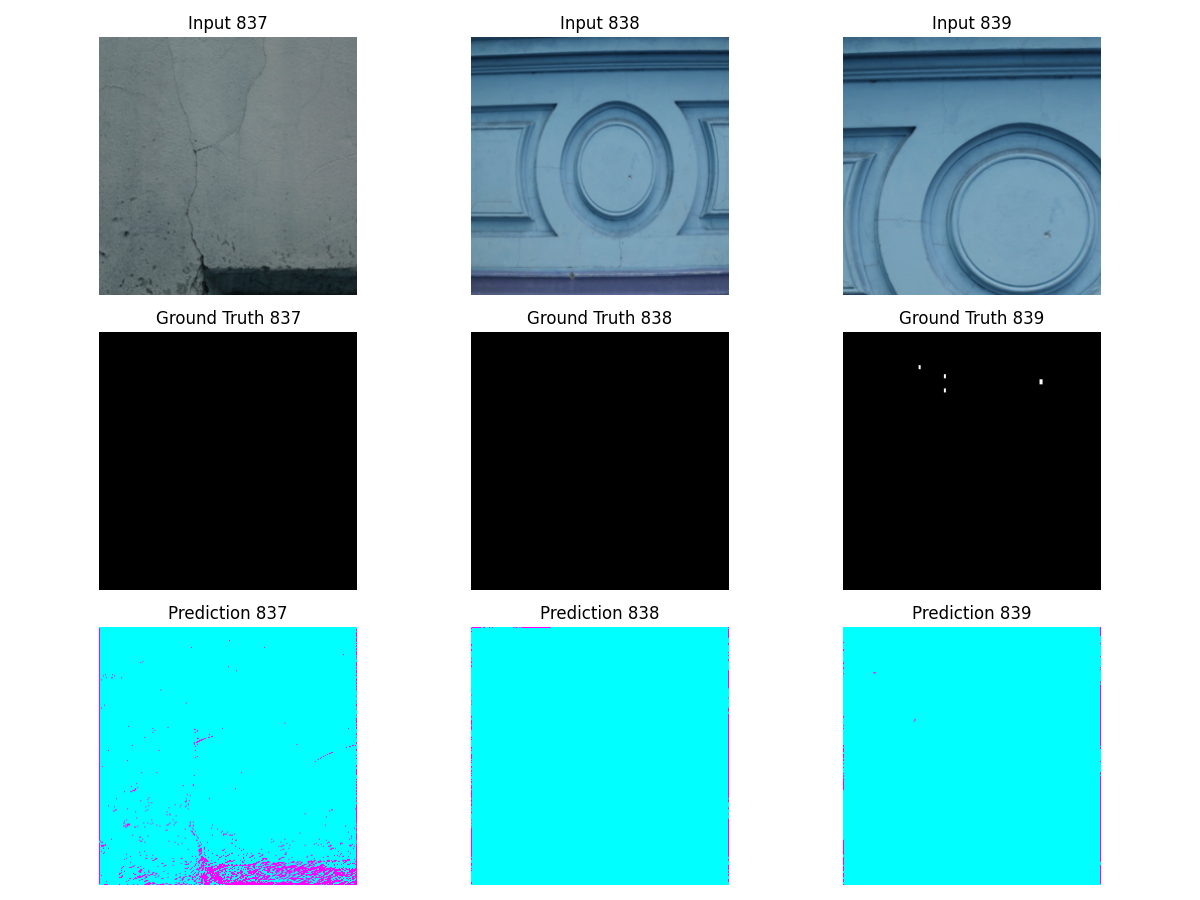 Input 837
Input 838
Input 839
Ground Truth 837
Ground Truth 838
Ground Truth 839
Prediction 837
Prediction 838
Prediction 839